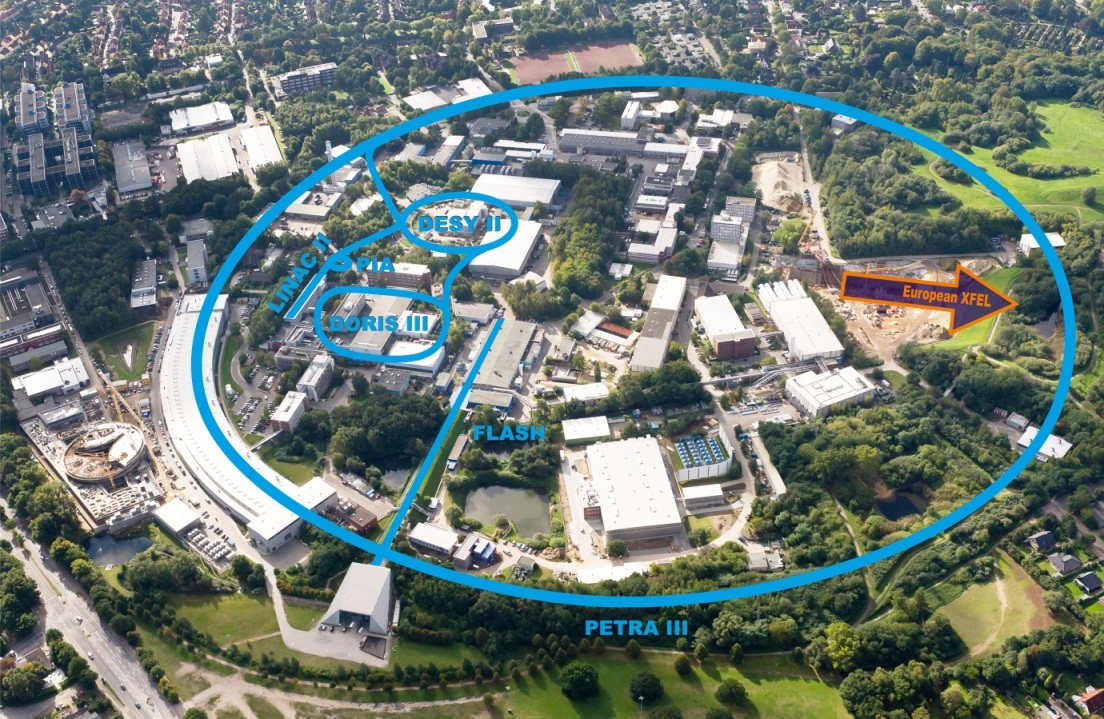 DESY II
LINAC II
PIA
European XFEL
DORIS III
FLASH
PETRA III